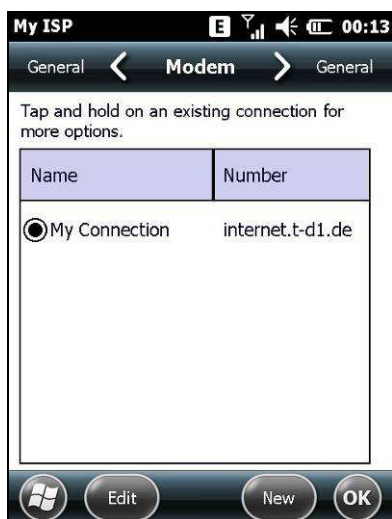 My ISP E 00:13
General Modem General
Tap and hold on an existing connection for
more options.
Name Number
My Connection internet.t-d1.de
Edit New OK